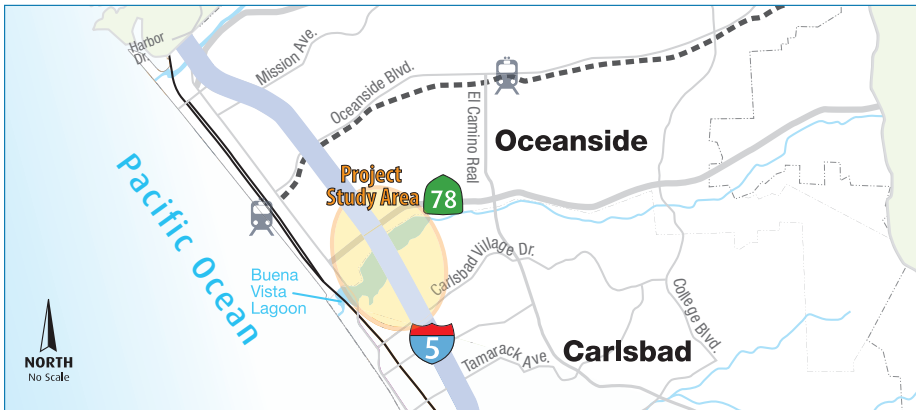 Harbor
Dr.
Mission Ave.
Oceanside Blvd.
El Camino Real
Oceanside
Project
Study Area
78
Pacific Ocean
Buena
Vista
Lagoon
Carlsbad Village Dr.
College Blvd.
5
Tamarack Ave.
Carlsbad
NORTH
No Scale